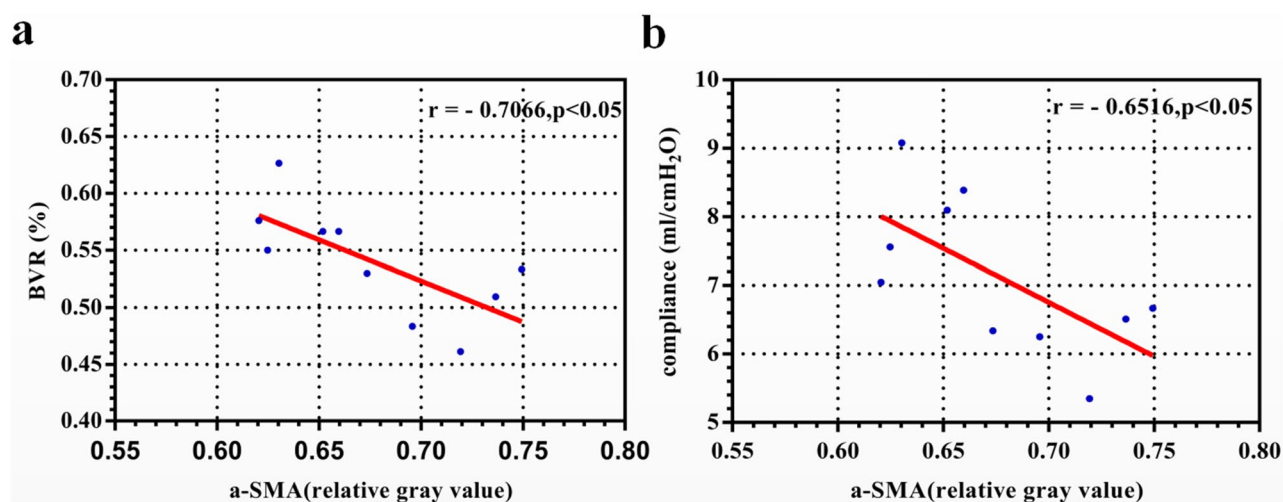 a
r = - 0.7066,p<0.05
BVR (%)
0.70
0.65
0.60
0.55
0.50
0.45
0.40
0.55 0.60 0.65 0.70 0.75 0.80
a-SMA(relative gray value)
b
r = - 0.6516,p<0.05
compliance (ml/cmH₂O)
10
9
8
7
6
5
0.55 0.60 0.65 0.70 0.75 0.80
a-SMA(relative gray value)